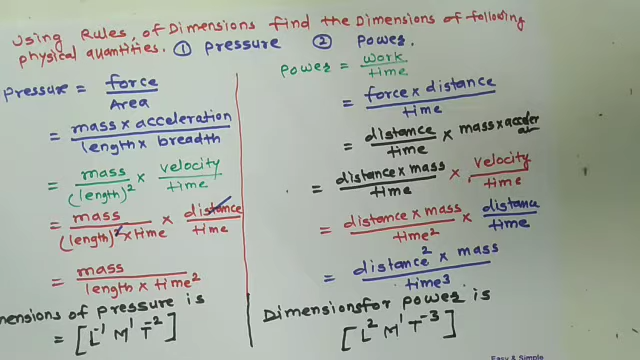 Using Rules, of Dimensions find the Dimensions of following
physical quantities. ① pressure ② power.
pressure = force / Area
= mass × acceleration / length × breadth
= mass / (length)² × velocity / time
= mass / (length)² × time × distance / time
= mass / length × time²
mensions of pressure is
= [L⁻¹ M¹ T⁻²]
power = work / time
= force × distance / time
= distance / time × mass × acceler
= distance × mass / time × velocity / time
= distance × mass / time² × distance / time
= distance² × mass / time³
Dimensions for power is
[L² M¹ T⁻³]
Easy & Simple